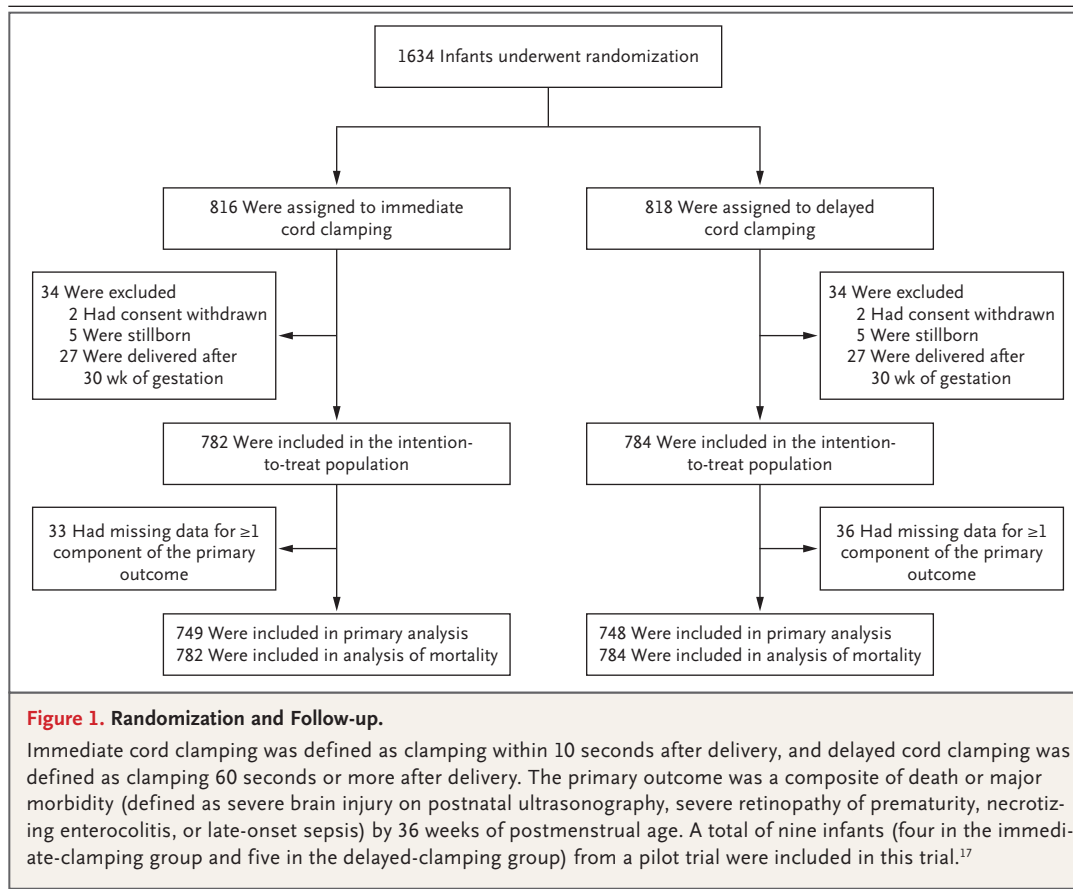 1634 Infants underwent randomization
816 Were assigned to immediate
cord clamping
818 Were assigned to delayed
cord clamping
34 Were excluded
2 Had consent withdrawn
5 Were stillborn
27 Were delivered after
30 wk of gestation
34 Were excluded
2 Had consent withdrawn
5 Were stillborn
27 Were delivered after
30 wk of gestation
782 Were included in the intention-
to-treat population
784 Were included in the intention-
to-treat population
33 Had missing data for ≥1
component of the primary
outcome
36 Had missing data for ≥1
component of the primary
outcome
749 Were included in primary analysis
782 Were included in analysis of mortality
748 Were included in primary analysis
784 Were included in analysis of mortality
Figure 1. Randomization and Follow-up.
Immediate cord clamping was defined as clamping within 10 seconds after delivery, and delayed cord clamping was
defined as clamping 60 seconds or more after delivery. The primary outcome was a composite of death or major
morbidity (defined as severe brain injury on postnatal ultrasonography, severe retinopathy of prematurity, necrotiz-
ing enterocolitis, or late-onset sepsis) by 36 weeks of postmenstrual age. A total of nine infants (four in the immedi-
ate-clamping group and five in the delayed-clamping group) from a pilot trial were included in this trial.17